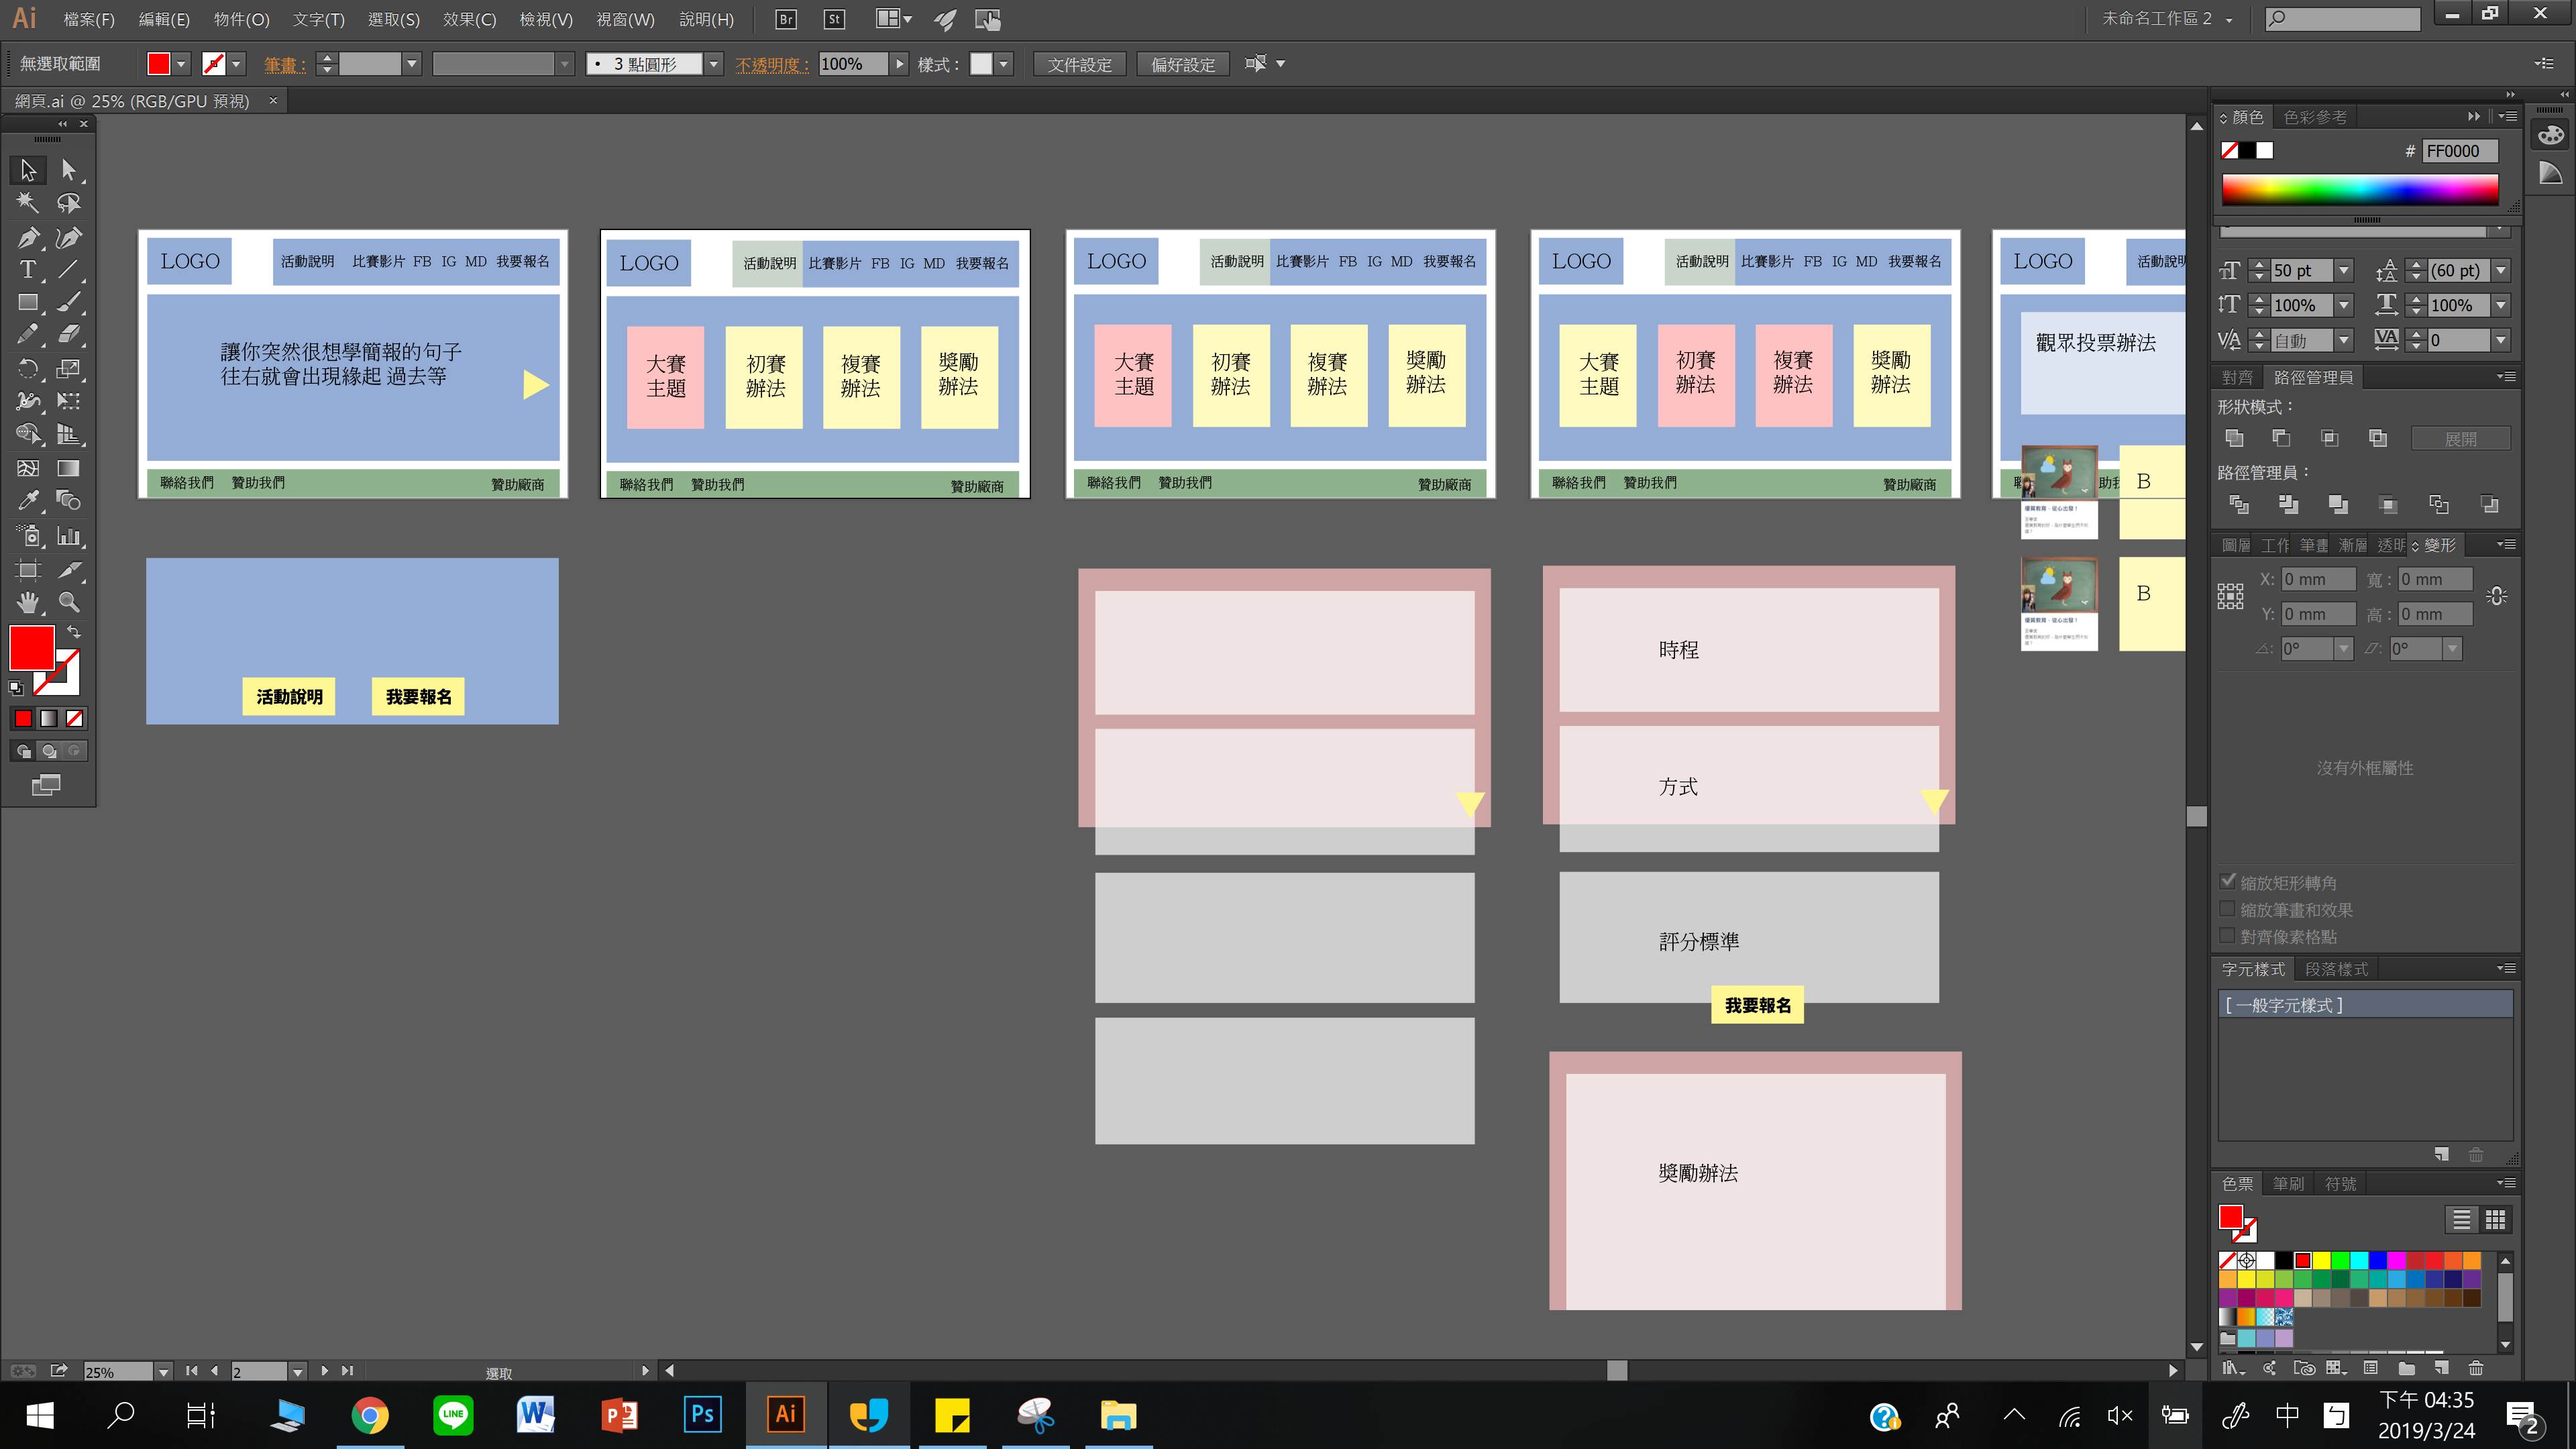 Ai
檔案(F)
編輯(E)
物件(O)
文字(T)
選取(S)
效果(C)
檢視(V)
視窗(W)
說明(H)
Br
St
未命名工作區 2
無選取範圍
筆畫：
• 3 點圓形
不透明度：
100%
樣式：
文件設定
偏好設定
網頁.ai @ 25% (RGB/GPU 預視)
LOGO
活動說明 比賽影片 FB IG MD 我要報名
讓你突然很想學簡報的句子
往右就會出現緣起 過去等
聯絡我們 贊助我們
贊助廠商
活動說明
我要報名
LOGO
活動說明 比賽影片 FB IG MD 我要報名
大賽
主題
初賽
辦法
複賽
辦法
獎勵
辦法
聯絡我們 贊助我們
贊助廠商
LOGO
活動說明 比賽影片 FB IG MD 我要報名
大賽
主題
初賽
辦法
複賽
辦法
獎勵
辦法
聯絡我們 贊助我們
贊助廠商
LOGO
活動說明 比賽影片 FB IG MD 我要報名
大賽
主題
初賽
辦法
複賽
辦法
獎勵
辦法
聯絡我們 贊助我們
贊助廠商
時程
方式
評分標準
我要報名
獎勵辦法
LOGO
活動說
觀眾投票辦法
B
優質教育，從心出發！
B
優質教育，從心出發！
顏色
色彩參考
# FF0000
50 pt
(60 pt)
100%
100%
自動
0
對齊
路徑管理員
形狀模式：
展開
路徑管理員：
圖層
工作
筆畫
漸層
透明
變形
X: 0 mm
寬：0 mm
Y: 0 mm
高：0 mm
0°
0°
沒有外框屬性
縮放矩形轉角
縮放筆畫和效果
對齊像素格點
字元樣式
段落樣式
[ 一般字元樣式 ]
色票
筆刷
符號
25%
2
選取
LINE
Ps
Ai
中
ㄅ
下午 04:35
2019/3/24
2